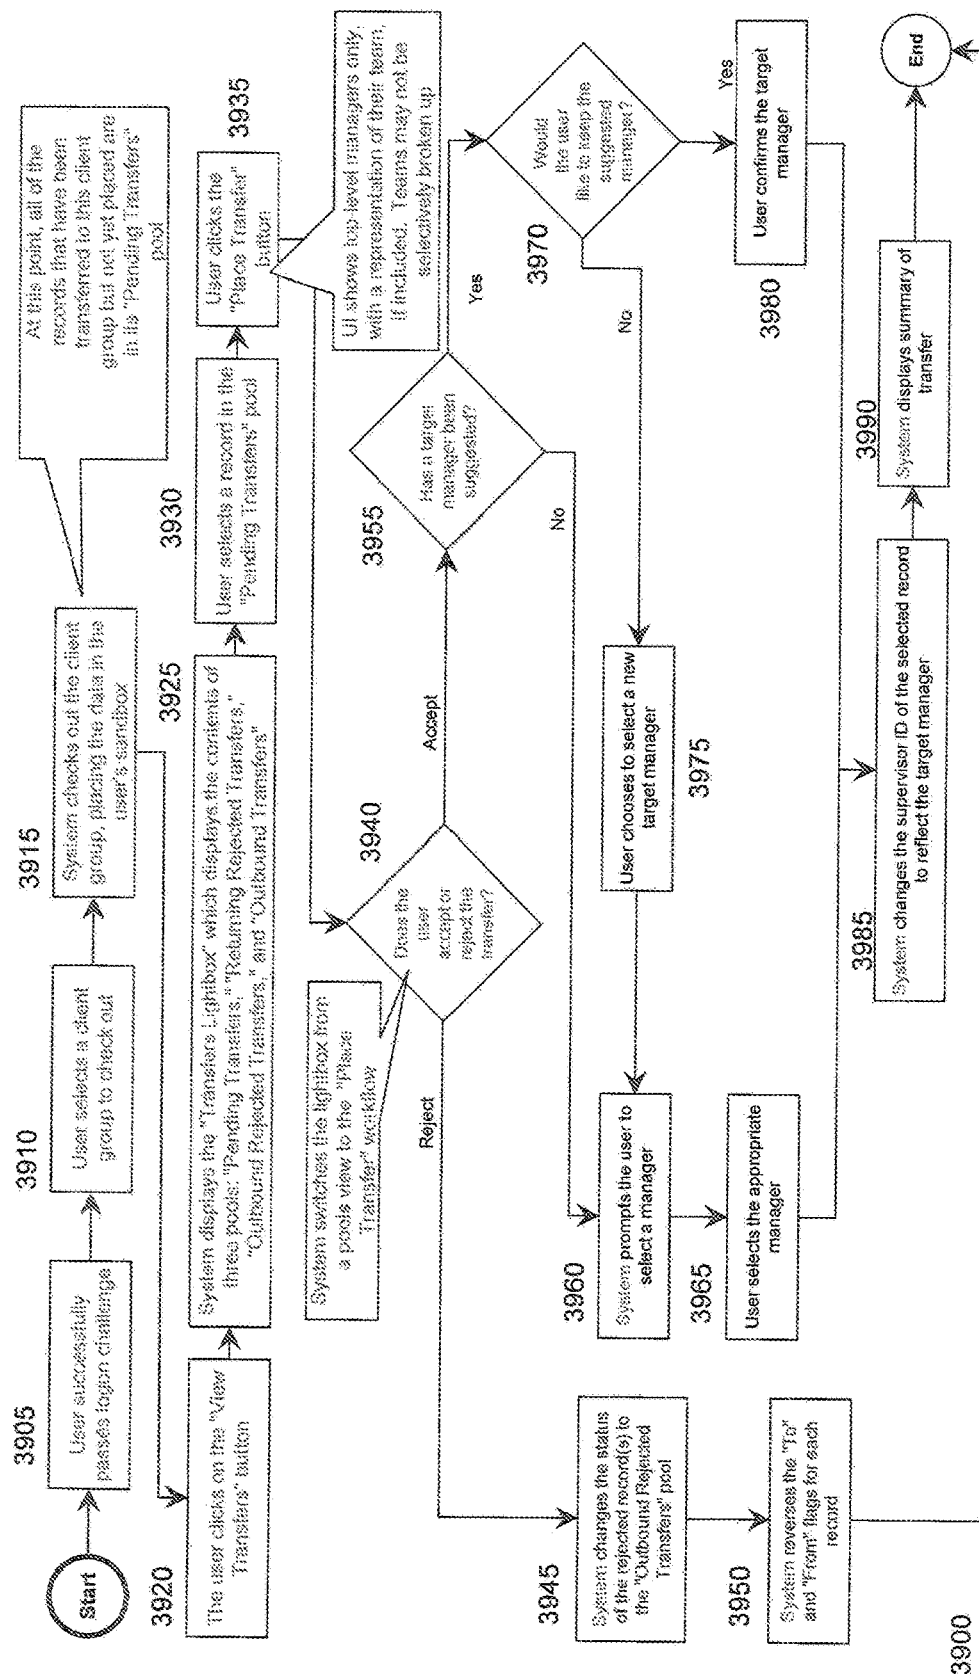 Start
3905
User successfully
passes logon challenge
3910
User selects a client
group to check out
3915
System checks out the client
group, placing the data in the
user's sandbox
At this point, all of the
records that have been
transferred to this client
group but not yet placed are
in its "Pending Transfers"
pool
3920
The user clicks on the "View
Transfers" button
3925
System displays the "Transfers Lightbox" which displays the contents of
three pools: "Pending Transfers," "Returning Rejected Transfers,"
"Outbound Rejected Transfers," and "Outbound Transfers"
3930
User selects a record in the
"Pending Transfers" pool
3935
User clicks the
"Place Transfer"
button
UI shows top-level managers only,
with a representation of their team,
if included. Teams may not be
selectively broken up
System switches the lightbox from
a pools view to the "Place
Transfer" workflow
3940
Does the
user
accept or
reject the
transfer?
Reject
Accept
3945
System changes the status
of the rejected record(s) to
the "Outbound Rejected
Transfers" pool
3950
System reverses the "To"
and "From" flags for each
record
3955
Has a target
manager been
suggested?
No
Yes
3960
System prompts the user to
select a manager
3965
User selects the appropriate
manager
3970
Would
the user
like to keep the
suggested
manager?
No
Yes
3975
User chooses to select a new
target manager
3980
User confirms the target
manager
3985
System changes the supervisor ID of the selected record
to reflect the target manager
3990
System displays summary of
transfer
End
3900